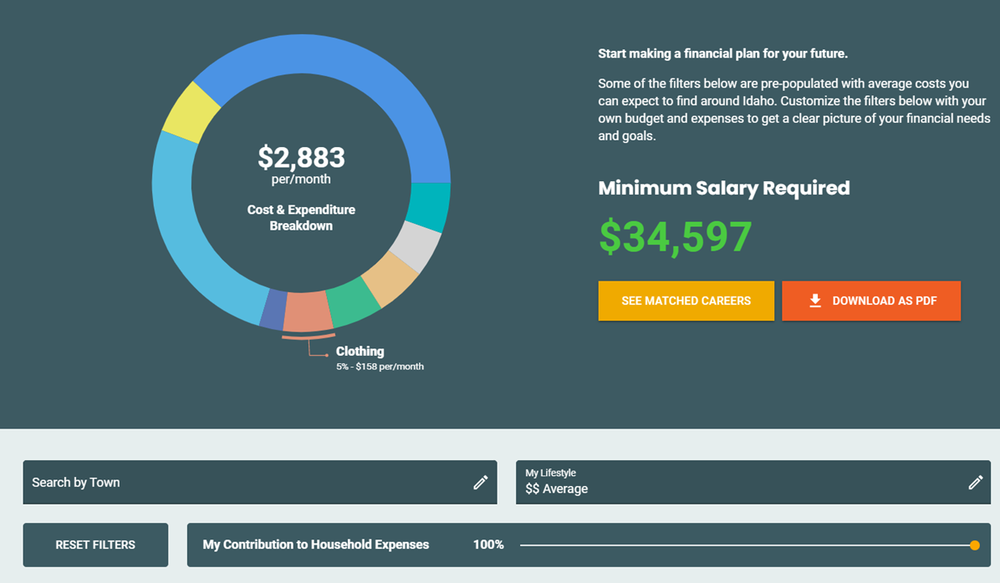 $2,883
per/month
Cost & Expenditure
Breakdown
Clothing
5% - $158 per/month
Start making a financial plan for your future.
Some of the filters below are pre-populated with average costs you
can expect to find around Idaho. Customize the filters below with your
own budget and expenses to get a clear picture of your financial needs
and goals.
Minimum Salary Required
$34,597
SEE MATCHED CAREERS
DOWNLOAD AS PDF
Search by Town
My Lifestyle
$$ Average
RESET FILTERS
My Contribution to Household Expenses
100%